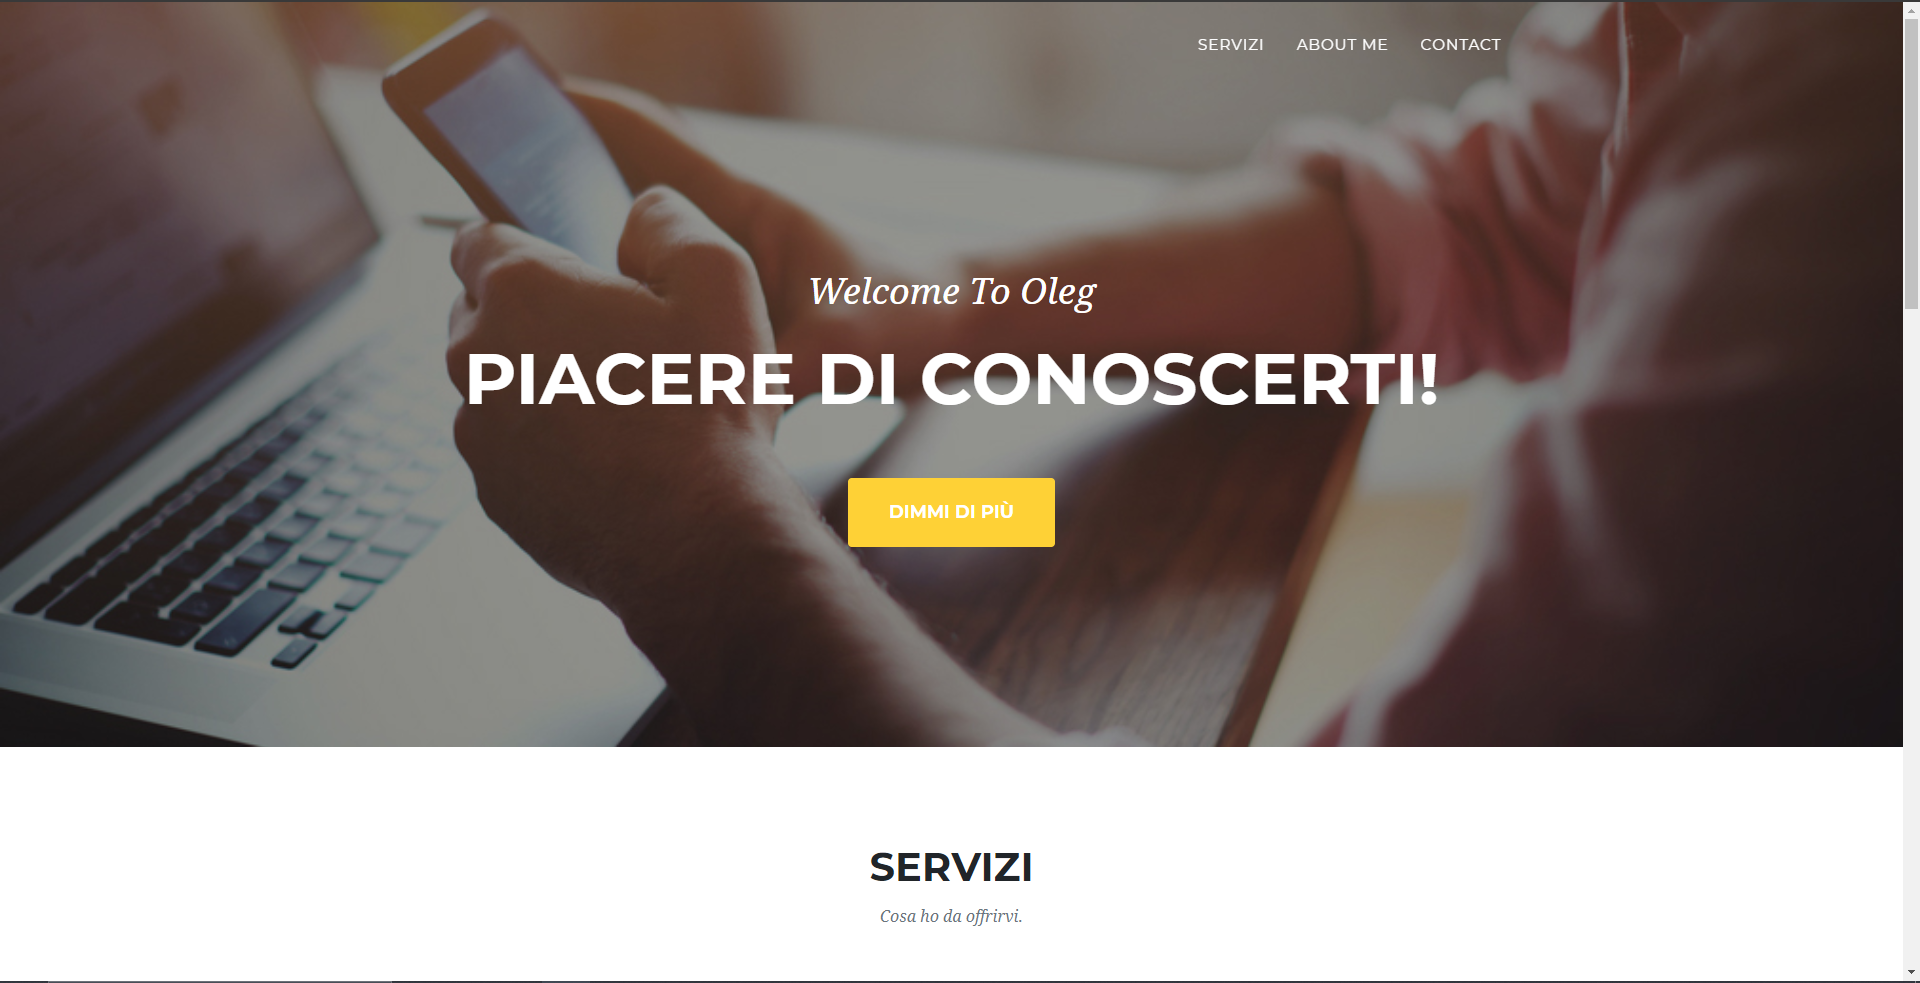 SERVIZI ABOUT ME CONTACT
Welcome To Oleg
PIACERE DI CONOSCERTI!
DIMMI DI PIÙ
SERVIZI
Cosa ho da offrirvi.